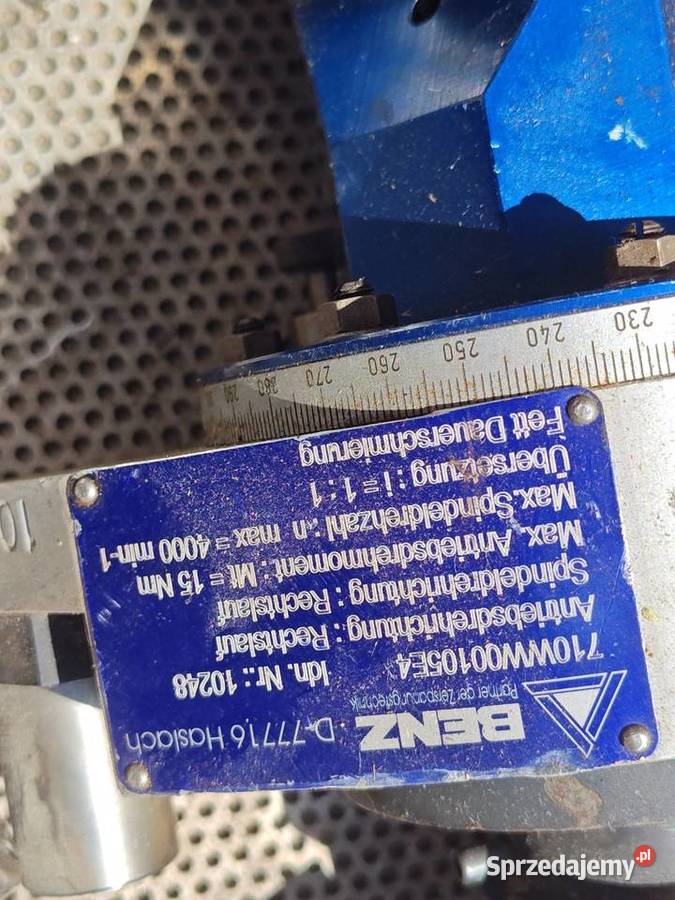 BENZ
Partner der Zerspanungstechnik
D-77716 Haslach
710WW00105E4 Idn. Nr.: 10248
Antriebsdrehrichtung : Rechtslauf
Spindeldrehrichtung : Rechtslauf
Max. Antriebsdrehmoment : Mt = 15 Nm
Max.Spindeldrehzahl : n max = 4000 min-1
Übersetzung : i = 1 : 1
Fett Dauerschmierung
230 240 250 260 270
10
Sprzedajemy.pl